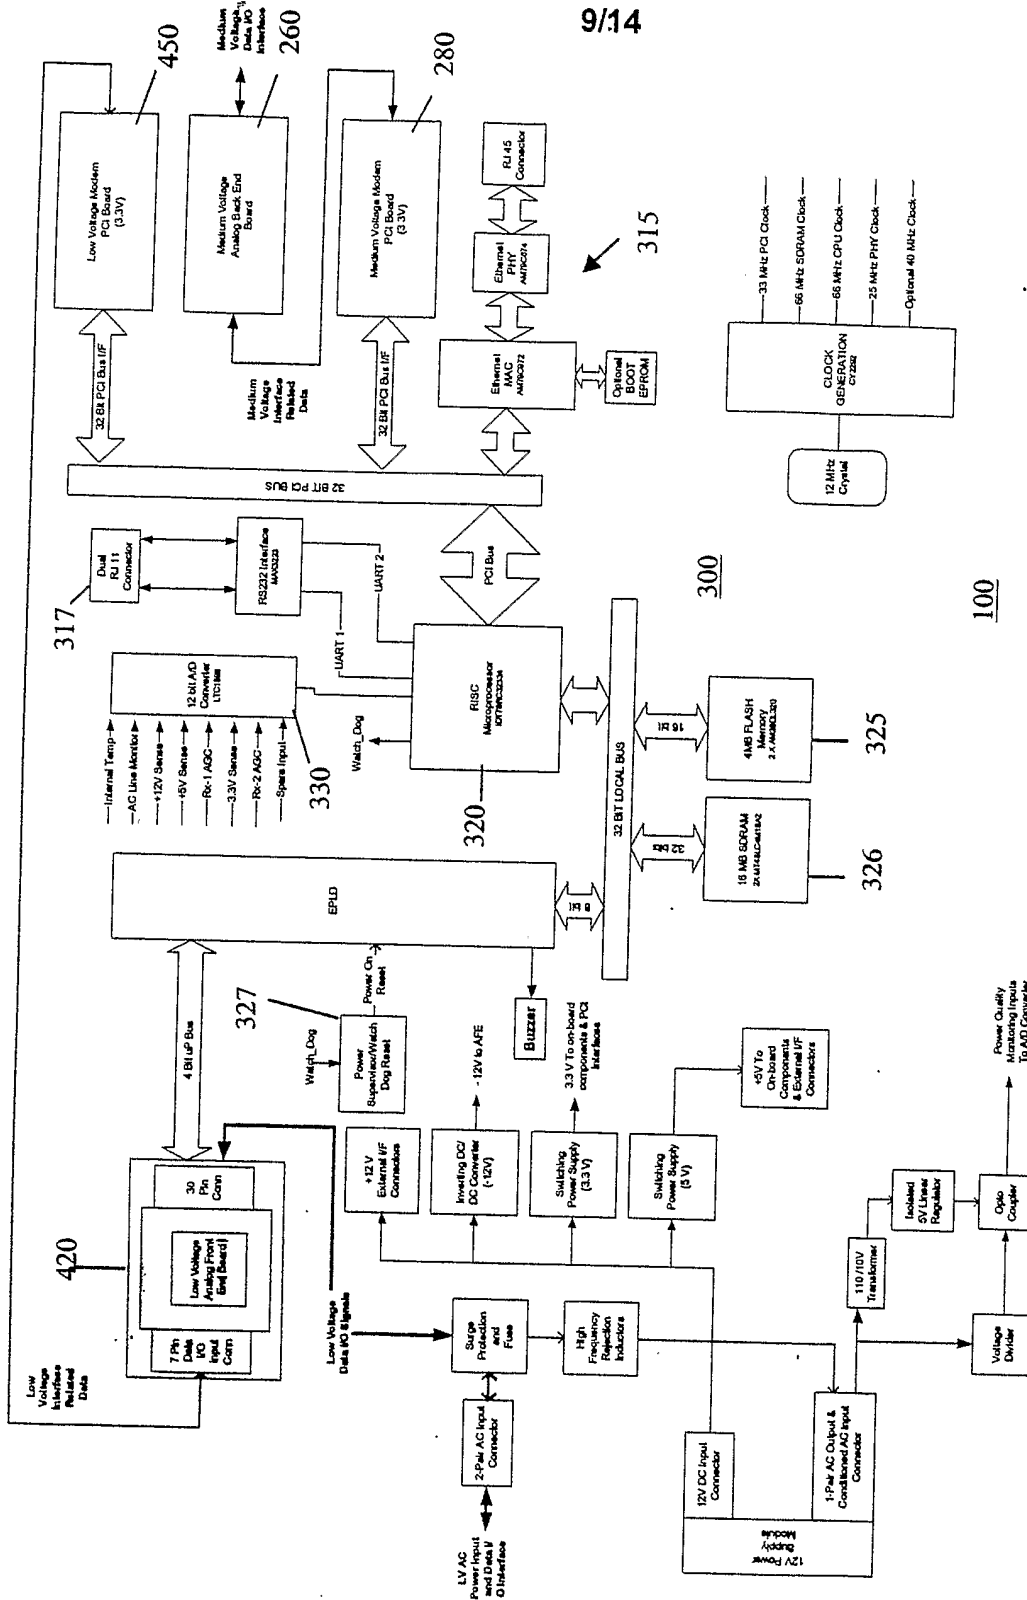 9/14
Low Voltage Modem
PCI Board
(3.3V)
450
Medium
Voltage
Data I/O
Interface
260
Medium Voltage
Analog Back End
Board
280
Medium Voltage Modem
PCI Board
(3.3V)
32 Bit PCI Bus I/F
Medium
Voltage
Interface
Related
Data
32 Bit PCI Bus I/F
RJ 45
Connector
Ethernet
PHY
AM79C874
Ethernet
MAC
AM79C972
Optional
BOOT
EPROM
315
33 MHz PCI Clock
66 MHz SDRAM Clock
66 MHz CPU Clock
25 MHz PHY Clock
Optional 40 MHz Clock
CLOCK
GENERATION
CY2292
12 MHz
Crystal
32 BIT PCI BUS
Dual
RJ 11
Connector
317
RS232 Interface
MAX3223
UART 2
UART 1
PCI Bus
300
100
12 bit A/D
Converter
Internal Temp
AC Line Monitor
+12V Sense
+5V Sense
Rx-1 AGC
3.3V Sense
Rx-2 AGC
Spare Input
330
Watch_Dog
RISC
Microprocessor
320
32 BIT LOCAL BUS
16 bit
4MB FLASH
Memory
325
32 bit
16 MB SDRAM
326
EPLD
8 bit
4 Bit uP Bus
327
Power On
Reset
Watch_Dog
Power
Supervisor/Watch
Dog Reset
Buzzer
420
30
Pin
Conn
Low Voltage
Analog Front
End Board
7 Pin
Data
I/O
Input
Conn
Low
Voltage
Interface
Related
Data
Low Voltage
Data I/O Signals
+12 V
External I/F
Connectors
Inverting DC/
DC Converter
(-12V)
- 12V to AFE
Switching
Power Supply
(3.3 V)
3.3 V To on-board
components & PCI
Interfaces
Switching
Power Supply
(5 V)
+5V To
On-board
Components
& External I/F
Connectors
LV AC
Power Input
and Data I/
O Interface
2-Pair AC Input
Connector
Surge
Protection
and
Fuse
High
Frequency
Rejection
Inductors
12V DC Input
Connector
12V Power
Supply
Module
1-Pair AC Output &
Conditioned AC Input
Connector
110 /10V
Transformer
Isolated
5V Linear
Regulator
Opto
Coupler
Voltage
Divider
Power Quality
Monitoring Inputs
To A/D Converter